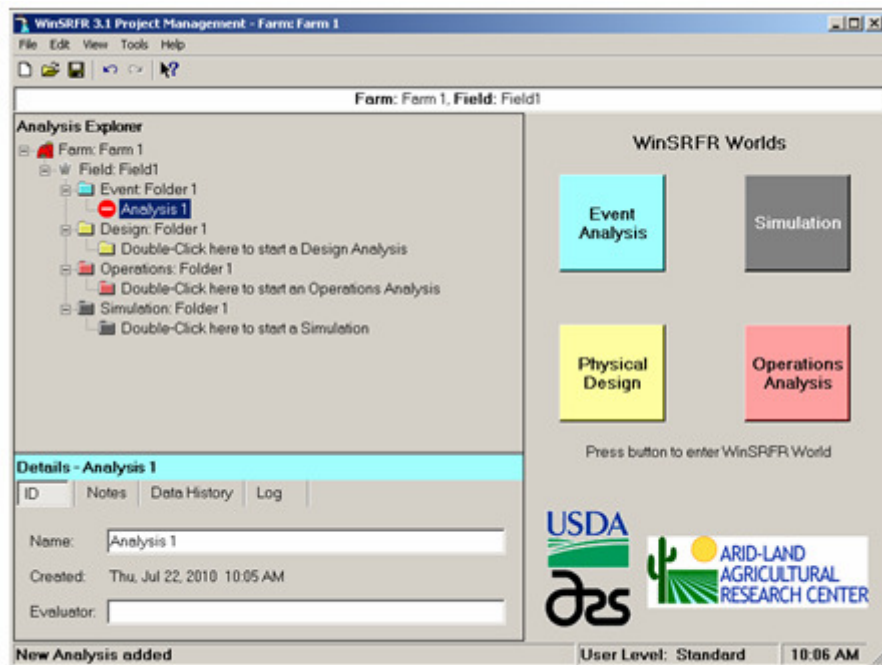 WinSRFR 3.1 Project Management - Farm: Farm 1
File Edit View Tools Help
Farm: Farm 1, Field: Field1
Analysis Explorer
Farm: Farm 1
Field: Field1
Event: Folder 1
Analysis 1
Design: Folder 1
Double-Click here to start a Design Analysis
Operations: Folder 1
Double-Click here to start an Operations Analysis
Simulation: Folder 1
Double-Click here to start a Simulation
WinSRFR Worlds
Event Analysis
Simulation
Physical Design
Operations Analysis
Press button to enter WinSRFR World
Details - Analysis 1
ID Notes Data History Log
Name: Analysis 1
Created: Thu, Jul 22, 2010 10:05 AM
Evaluator:
USDA
ars
ARID-LAND
AGRICULTURAL
RESEARCH CENTER
New Analysis added User Level: Standard 10:06 AM